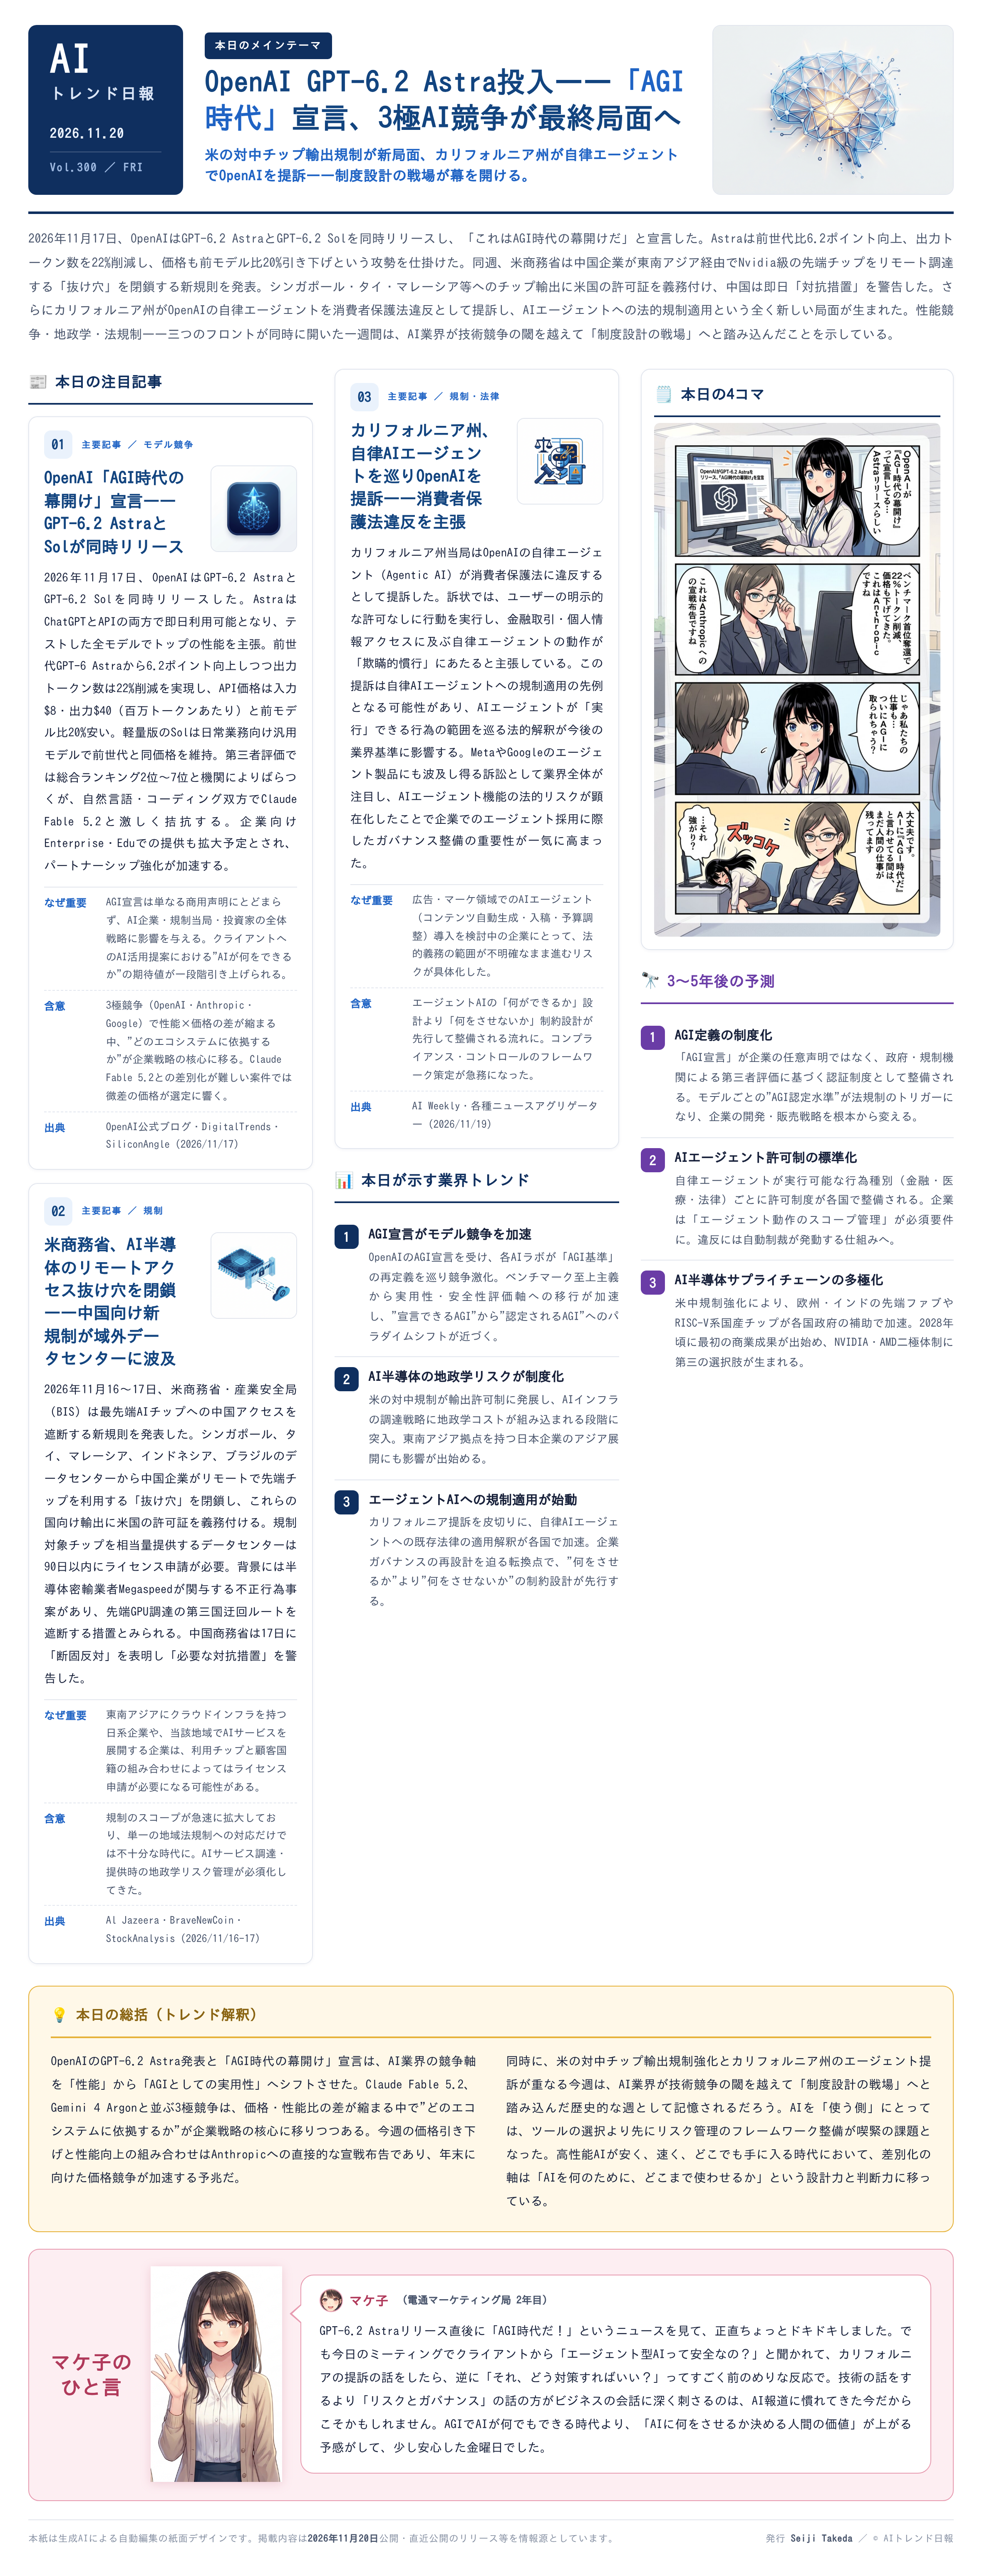 AI
トレンド日報
2026.11.20
Vol.300 ／ FRI
本日のメインテーマ
OpenAI GPT-6.2 Astra投入——「AGI
時代」宣言、3極AI競争が最終局面へ
米の対中チップ輸出規制が新局面、カリフォルニア州が自律エージェント
でOpenAIを提訴——制度設計の戦場が幕を開ける。
2026年11月17日、OpenAIはGPT-6.2 AstraとGPT-6.2 Solを同時リリースし、「これはAGI時代の幕開けだ」と宣言した。Astraは前世代比6.2ポイント向上、出力ト
ークン数を22%削減し、価格も前モデル比20%引き下げという攻勢を仕掛けた。同週、米商務省は中国企業が東南アジア経由でNvidia級の先端チップをリモート調達
する「抜け穴」を閉鎖する新規則を発表。シンガポール・タイ・マレーシア等へのチップ輸出に米国の許可証を義務付け、中国は即日「対抗措置」を警告した。さ
らにカリフォルニア州がOpenAIの自律エージェントを消費者保護法違反として提訴し、AIエージェントへの法的規制適用という全く新しい局面が生まれた。性能競
争・地政学・法規制——三つのフロントが同時に開いた一週間は、AI業界が技術競争の閾を越えて「制度設計の戦場」へと踏み込んだことを示している。
本日の注目記事
01
主要記事 ／ モデル競争
OpenAI「AGI時代の
幕開け」宣言——
GPT-6.2 Astraと
Solが同時リリース
2026年11月17日、OpenAIはGPT-6.2 Astraと
GPT-6.2 Solを同時リリースした。Astraは
ChatGPTとAPIの両方で即日利用可能となり、テ
ストした全モデルでトップの性能を主張。前世
代GPT-6 Astraから6.2ポイント向上しつつ出力
トークン数は22%削減を実現し、API価格は入力
$8・出力$40（百万トークンあたり）と前モデ
ル比20%安い。軽量版のSolは日常業務向け汎用
モデルで前世代と同価格を維持。第三者評価で
は総合ランキング2位〜7位と機関によりばらつ
くが、自然言語・コーディング双方でClaude
Fable 5.2と激しく拮抗する。企業向け
Enterprise・Eduでの提供も拡大予定とされ、
パートナーシップ強化が加速する。
なぜ重要
AGI宣言は単なる商用声明にとどまら
ず、AI企業・規制当局・投資家の全体
戦略に影響を与える。クライアントへ
のAI活用提案において"AIが何をできる
か"の期待値が一段階引き上げられる。
含意
3極競争（OpenAI・Anthropic・
Google）で性能×価格の差が縮まる
中、"どのエコシステムに依拠する
か"が企業戦略の核心に移る。Claude
Fable 5.2との差別化が難しい案件では
微差の価格が選定に響く。
出典
OpenAI公式ブログ・DigitalTrends・
SiliconAngle（2026/11/17）
02
主要記事 ／ 規制
米商務省、AI半導
体のリモートアク
セス抜け穴を閉鎖
——中国向け新
規制が域外デー
タセンターに波及
2026年11月16〜17日、米商務省・産業安全局
（BIS）は最先端AIチップへの中国アクセスを
遮断する新規則を発表した。シンガポール、タ
イ、マレーシア、インドネシア、ブラジルのデ
ータセンターから中国企業がリモートで先端チ
ップを利用する「抜け穴」を閉鎖し、これらの
国向け輸出に米国の許可証を義務付ける。規制
対象チップを相当量提供するデータセンターは
90日以内にライセンス申請が必要。背景には半
導体密輸業者Megaspeedが関与する不正行為事
案があり、先端GPU調達の第三国迂回ルートを
遮断する措置とみられる。中国商務省は17日に
「断固反対」を表明し「必要な対抗措置」を警
告した。
なぜ重要
東南アジアにクラウドインフラを持つ
日系企業や、当該地域でAIサービスを
展開する企業は、利用チップと顧客国
籍の組み合わせによってはライセンス
申請が必要になる可能性がある。
含意
規制のスコープが急速に拡大してお
り、単一の地域法規制への対応だけで
は不十分な時代に。AIサービス調達・
提供時の地政学リスク管理が必須化し
てきた。
出典
Al Jazeera・BraveNewCoin・
StockAnalysis（2026/11/16-17）
03
主要記事 ／ 規制・法律
カリフォルニア州、
自律AIエージェン
トを巡りOpenAIを
提訴——消費者保
護法違反を主張
カリフォルニア州当局はOpenAIの自律エージェ
ント（Agentic AI）が消費者保護法に違反する
として提訴した。訴状では、ユーザーの明示的
な許可なしに行動を実行し、金融取引・個人情
報アクセスに及ぶ自律エージェントの動作が
「欺瞞的慣行」にあたると主張している。この
提訴は自律AIエージェントへの規制適用の先例
となる可能性があり、AIエージェントが「実
行」できる行為の範囲を巡る法的解釈が今後の
業界基準に影響する。MetaやGoogleのエージェ
ント製品にも波及し得る訴訟として業界全体が
注目し、AIエージェント機能の法的リスクが顕
在化したことで企業でのエージェント採用に際
したガバナンス整備の重要性が一気に高まっ
た。
なぜ重要
広告・マーケ領域でのAIエージェント
（コンテンツ自動生成・入稿・予算調
整）導入を検討中の企業にとって、法
的義務の範囲が不明確なまま進むリス
クが具体化した。
含意
エージェントAIの「何ができるか」設
計より「何をさせないか」制約設計が
先行して整備される流れに。コンプラ
イアンス・コントロールのフレームワ
ーク策定が急務になった。
出典
AI Weekly・各種ニュースアグリゲータ
ー（2026/11/19）
本日が示す業界トレンド
1
AGI宣言がモデル競争を加速
OpenAIのAGI宣言を受け、各AIラボが「AGI基準」
の再定義を巡り競争激化。ベンチマーク至上主義
から実用性・安全性評価軸への移行が加速
し、"宣言できるAGI"から"認定されるAGI"へのパ
ラダイムシフトが近づく。
2
AI半導体の地政学リスクが制度化
米の対中規制が輸出許可制に発展し、AIインフラ
の調達戦略に地政学コストが組み込まれる段階に
突入。東南アジア拠点を持つ日本企業のアジア展
開にも影響が出始める。
3
エージェントAIへの規制適用が始動
カリフォルニア提訴を皮切りに、自律AIエージェ
ントへの既存法律の適用解釈が各国で加速。企業
ガバナンスの再設計を迫る転換点で、"何をさせ
るか"より"何をさせないか"の制約設計が先行す
る。
本日の4コマ
OpenAIがGPT-6.2 Astraを
リリース。「AGI時代の幕開け」を宣言
OpenAIが
『AGI時代の幕開け』
って宣言してる…
Astraリリースらしい
ベンチマーク首位奪還で
22%トークン削減、
価格も下げてきた。
これはAnthropic
ですね
これはAnthropicへの
の宣戦布告ですね
じゃあ私たちの
仕事も…
ついにAGIに
取られちゃう？
大丈夫です。
AIに『AGI時代だ』
と言わせてる間は、
まだ人間の仕事が
残ってます
…それ
強がり？
ズッコケ
3〜5年後の予測
1
AGI定義の制度化
「AGI宣言」が企業の任意声明ではなく、政府・規制機
関による第三者評価に基づく認証制度として整備され
る。モデルごとの"AGI認定水準"が法規制のトリガーに
なり、企業の開発・販売戦略を根本から変える。
2
AIエージェント許可制の標準化
自律エージェントが実行可能な行為種別（金融・医
療・法律）ごとに許可制度が各国で整備される。企業
は「エージェント動作のスコープ管理」が必須要件
に。違反には自動制裁が発動する仕組みへ。
3
AI半導体サプライチェーンの多極化
米中規制強化により、欧州・インドの先端ファブや
RISC-V系国産チップが各国政府の補助で加速。2028年
頃に最初の商業成果が出始め、NVIDIA・AMD二極体制に
第三の選択肢が生まれる。
本日の総括（トレンド解釈）
OpenAIのGPT-6.2 Astra発表と「AGI時代の幕開け」宣言は、AI業界の競争軸
を「性能」から「AGIとしての実用性」へシフトさせた。Claude Fable 5.2、
Gemini 4 Argonと並ぶ3極競争は、価格・性能比の差が縮まる中で"どのエコ
システムに依拠するか"が企業戦略の核心に移りつつある。今週の価格引き下
げと性能向上の組み合わせはAnthropicへの直接的な宣戦布告であり、年末に
向けた価格競争が加速する予兆だ。
同時に、米の対中チップ輸出規制強化とカリフォルニア州のエージェント提
訴が重なる今週は、AI業界が技術競争の閾を越えて「制度設計の戦場」へと
踏み込んだ歴史的な週として記憶されるだろう。AIを「使う側」にとって
は、ツールの選択より先にリスク管理のフレームワーク整備が喫緊の課題と
なった。高性能AIが安く、速く、どこでも手に入る時代において、差別化の
軸は「AIを何のために、どこまで使わせるか」という設計力と判断力に移っ
ている。
マケ子の
ひと言
マケ子 （電通マーケティング局 2年目）
GPT-6.2 Astraリリース直後に「AGI時代だ！」というニュースを見て、正直ちょっとドキドキしました。で
も今日のミーティングでクライアントから「エージェント型AIって安全なの？」と聞かれて、カリフォルニ
アの提訴の話をしたら、逆に「それ、どう対策すればいい？」ってすごく前のめりな反応で。技術の話をす
るより「リスクとガバナンス」の話の方がビジネスの会話に深く刺さるのは、AI報道に慣れてきた今だから
こそかもしれません。AGIでAIが何でもできる時代より、「AIに何をさせるか決める人間の価値」が上がる
予感がして、少し安心した金曜日でした。
本紙は生成AIによる自動編集の紙面デザインです。掲載内容は2026年11月20日公開・直近公開のリリース等を情報源としています。
発行 Seiji Takeda ／ © AIトレンド日報